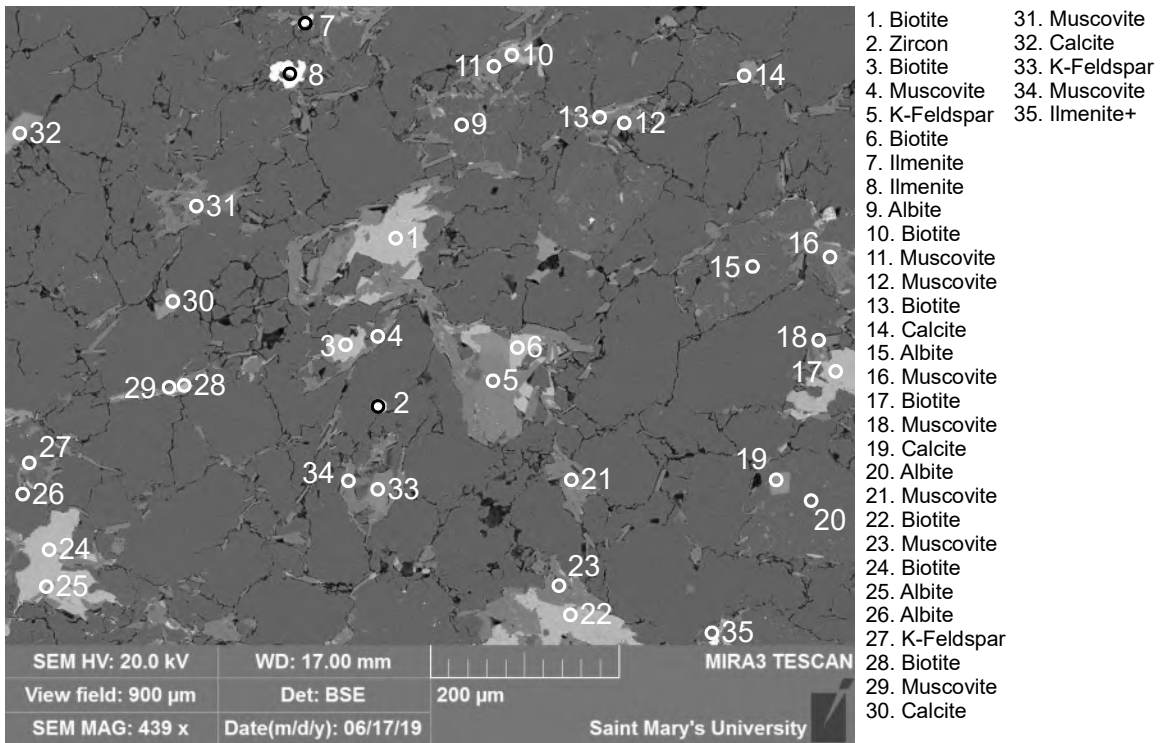 7
8
11
10
14
32
9
13
12
31
1
16
15
30
4
3
6
18
5
17
29
28
2
27
34
33
21
19
26
20
24
23
25
22
35
SEM HV: 20.0 kV
WD: 17.00 mm
MIRA3 TESCAN
View field: 900 µm
Det: BSE
200 µm
SEM MAG: 439 x
Date(m/d/y): 06/17/19
Saint Mary's University
1. Biotite
2. Zircon
3. Biotite
4. Muscovite
5. K-Feldspar
6. Biotite
7. Ilmenite
8. Ilmenite
9. Albite
10. Biotite
11. Muscovite
12. Muscovite
13. Biotite
14. Calcite
15. Albite
16. Muscovite
17. Biotite
18. Muscovite
19. Calcite
20. Albite
21. Muscovite
22. Biotite
23. Muscovite
24. Biotite
25. Albite
26. Albite
27. K-Feldspar
28. Biotite
29. Muscovite
30. Calcite
31. Muscovite
32. Calcite
33. K-Feldspar
34. Muscovite
35. Ilmenite+